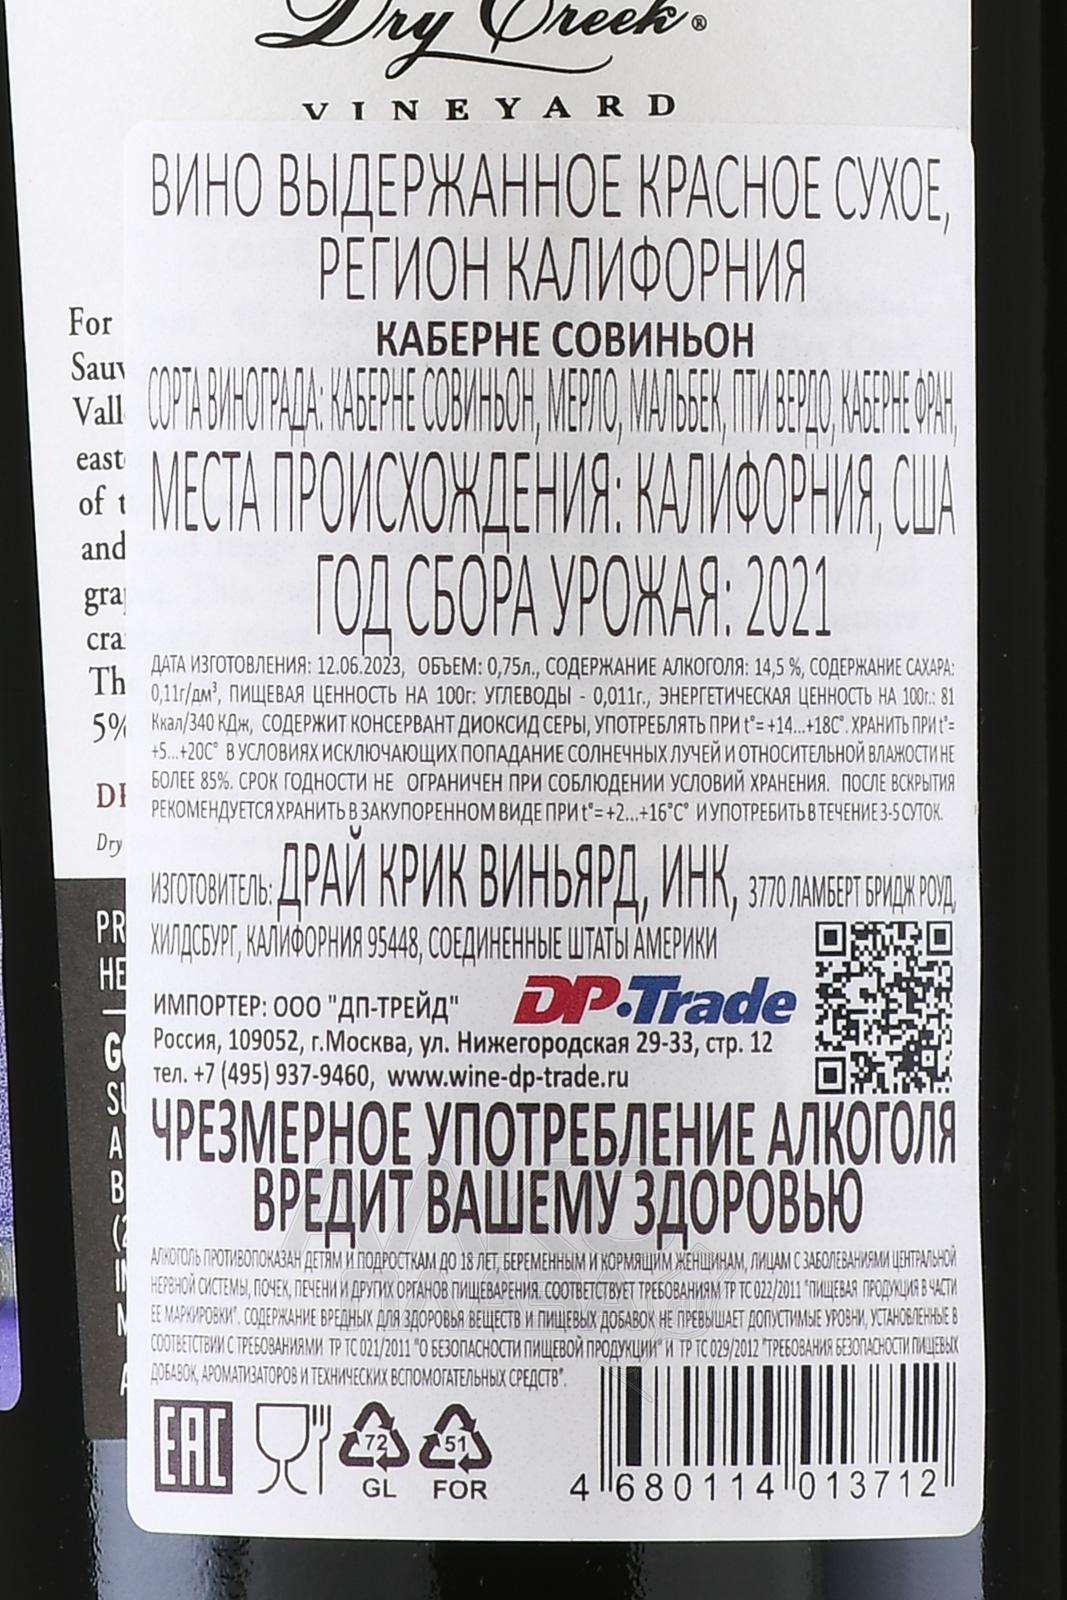 Dry Creek®
VINEYARD
ВИНО ВЫДЕРЖАННОЕ КРАСНОЕ СУХОЕ,
РЕГИОН КАЛИФОРНИЯ
КАБЕРНЕ СОВИНЬОН
СОРТА ВИНОГРАДА: КАБЕРНЕ СОВИНЬОН, МЕРЛО, МАЛЬБЕК, ПТИ ВЕРДО, КАБЕРНЕ ФРАН,
МЕСТА ПРОИСХОЖДЕНИЯ: КАЛИФОРНИЯ, США
ГОД СБОРА УРОЖАЯ: 2021
ДАТА ИЗГОТОВЛЕНИЯ: 12.06.2023, ОБЪЕМ: 0,75л., СОДЕРЖАНИЕ АЛКОГОЛЯ: 14,5 %, СОДЕРЖАНИЕ САХАРА:
0,11г/дм³, ПИЩЕВАЯ ЦЕННОСТЬ НА 100г: УГЛЕВОДЫ - 0,011г., ЭНЕРГЕТИЧЕСКАЯ ЦЕННОСТЬ НА 100г.: 81
Ккал/340 КДж, СОДЕРЖИТ КОНСЕРВАНТ ДИОКСИД СЕРЫ, УПОТРЕБЛЯТЬ ПРИ t°= +14...+18С°. ХРАНИТЬ ПРИ t°=
+5...+20С° В УСЛОВИЯХ ИСКЛЮЧАЮЩИХ ПОПАДАНИЕ СОЛНЕЧНЫХ ЛУЧЕЙ И ОТНОСИТЕЛЬНОЙ ВЛАЖОСТИ НЕ
БОЛЕЕ 85%. СРОК ГОДНОСТИ НЕ ОГРАНИЧЕН ПРИ СОБЛЮДЕНИИ УСЛОВИЙ ХРАНЕНИЯ. ПОСЛЕ ВСКРЫТИЯ
РЕКОМЕНДУЕТСЯ ХРАНИТЬ В ЗАКУПОРЕННОМ ВИДЕ ПРИ t°= +2...+16°С° И УПОТРЕБИТЬ В ТЕЧЕНИЕ 3-5 СУТОК.
ИЗГОТОВИТЕЛЬ: ДРАЙ КРИК ВИНЬЯРД, ИНК, 3770 ЛАМБЕРТ БРИДЖ РОУД,
ХИЛДСБУРГ, КАЛИФОРНИЯ 95448, СОЕДИНЕННЫЕ ШТАТЫ АМЕРИКИ
ИМПОРТЕР: ООО "ДП-ТРЕЙД"
DP·Trade
Россия, 109052, г.Москва, ул. Нижегородская 29-33, стр. 12
тел. +7 (495) 937-9460, www.wine-dp-trade.ru
ЧРЕЗМЕРНОЕ УПОТРЕБЛЕНИЕ АЛКОГОЛЯ
ВРЕДИТ ВАШЕМУ ЗДОРОВЬЮ
АЛКОГОЛЬ ПРОТИВОПОКАЗАН ДЕТЯМ И ПОДРОСТКАМ ДО 18 ЛЕТ, БЕРЕМЕННЫМ И КОРМЯЩИМ ЖЕНЩИНАМ, ЛИЦАМ С ЗАБОЛЕВАНИЯМИ ЦЕНТРАЛЬНОЙ
НЕРВНОЙ СИСТЕМЫ, ПОЧЕК, ПЕЧЕНИ И ДРУГИХ ОРГАНОВ ПИЩЕВАРЕНИЯ. СООТВЕТСТВУЕТ ТРЕБОВАНИЯМ ТР ТС 022/2011 "ПИЩЕВАЯ ПРОДУКЦИЯ В ЧАСТИ
ЕЕ МАРКИРОВКИ". СОДЕРЖАНИЕ ВРЕДНЫХ ДЛЯ ЗДОРОВЬЯ ВЕЩЕСТВ И ПИЩЕВЫХ ДОБАВОК НЕ ПРЕВЫШАЕТ ДОПУСТИМЫЕ УРОВНИ, УСТАНОВЛЕННЫЕ В
СООТВЕТСТВИИ С ТРЕБОВАНИЯМИ ТР ТС 021/2011 "О БЕЗОПАСНОСТИ ПИЩЕВОЙ ПРОДУКЦИИ" И ТР ТС 029/2012 "ТРЕБОВАНИЯ БЕЗОПАСНОСТИ ПИЩЕВЫХ
ДОБАВОК, АРОМАТИЗАТОРОВ И ТЕХНИЧЕСКИХ ВСПОМОГАТЕЛЬНЫХ СРЕДСТВ".
EAC
72
GL
51
FOR
4 680114 013712
For
of
and
5%
Dry